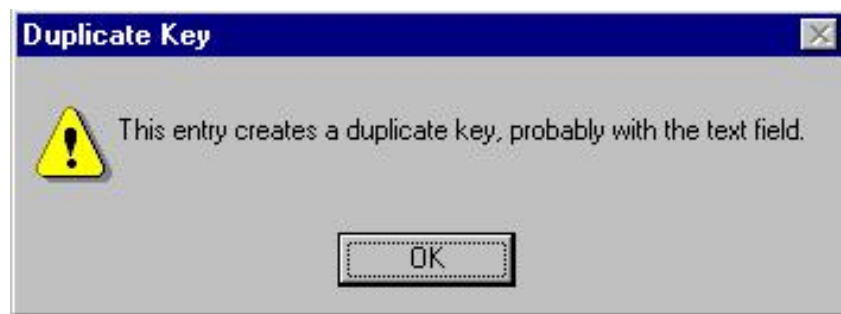 Duplicate Key
This entry creates a duplicate key, probably with the text field.
OK